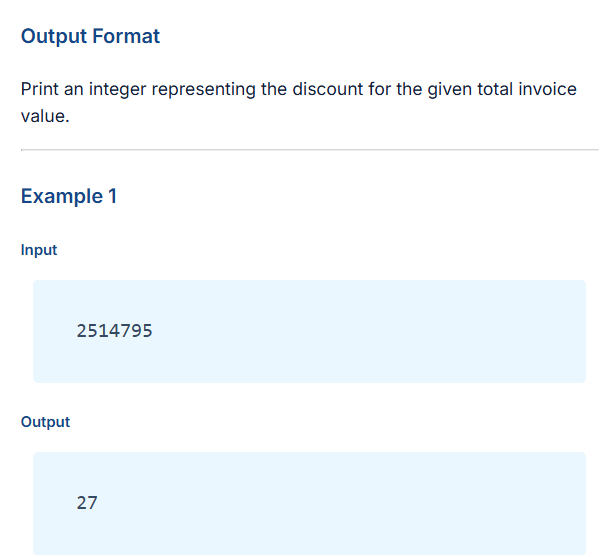 Output Format
Print an integer representing the discount for the given total invoice
value.
Example 1
Input
2514795
Output
27